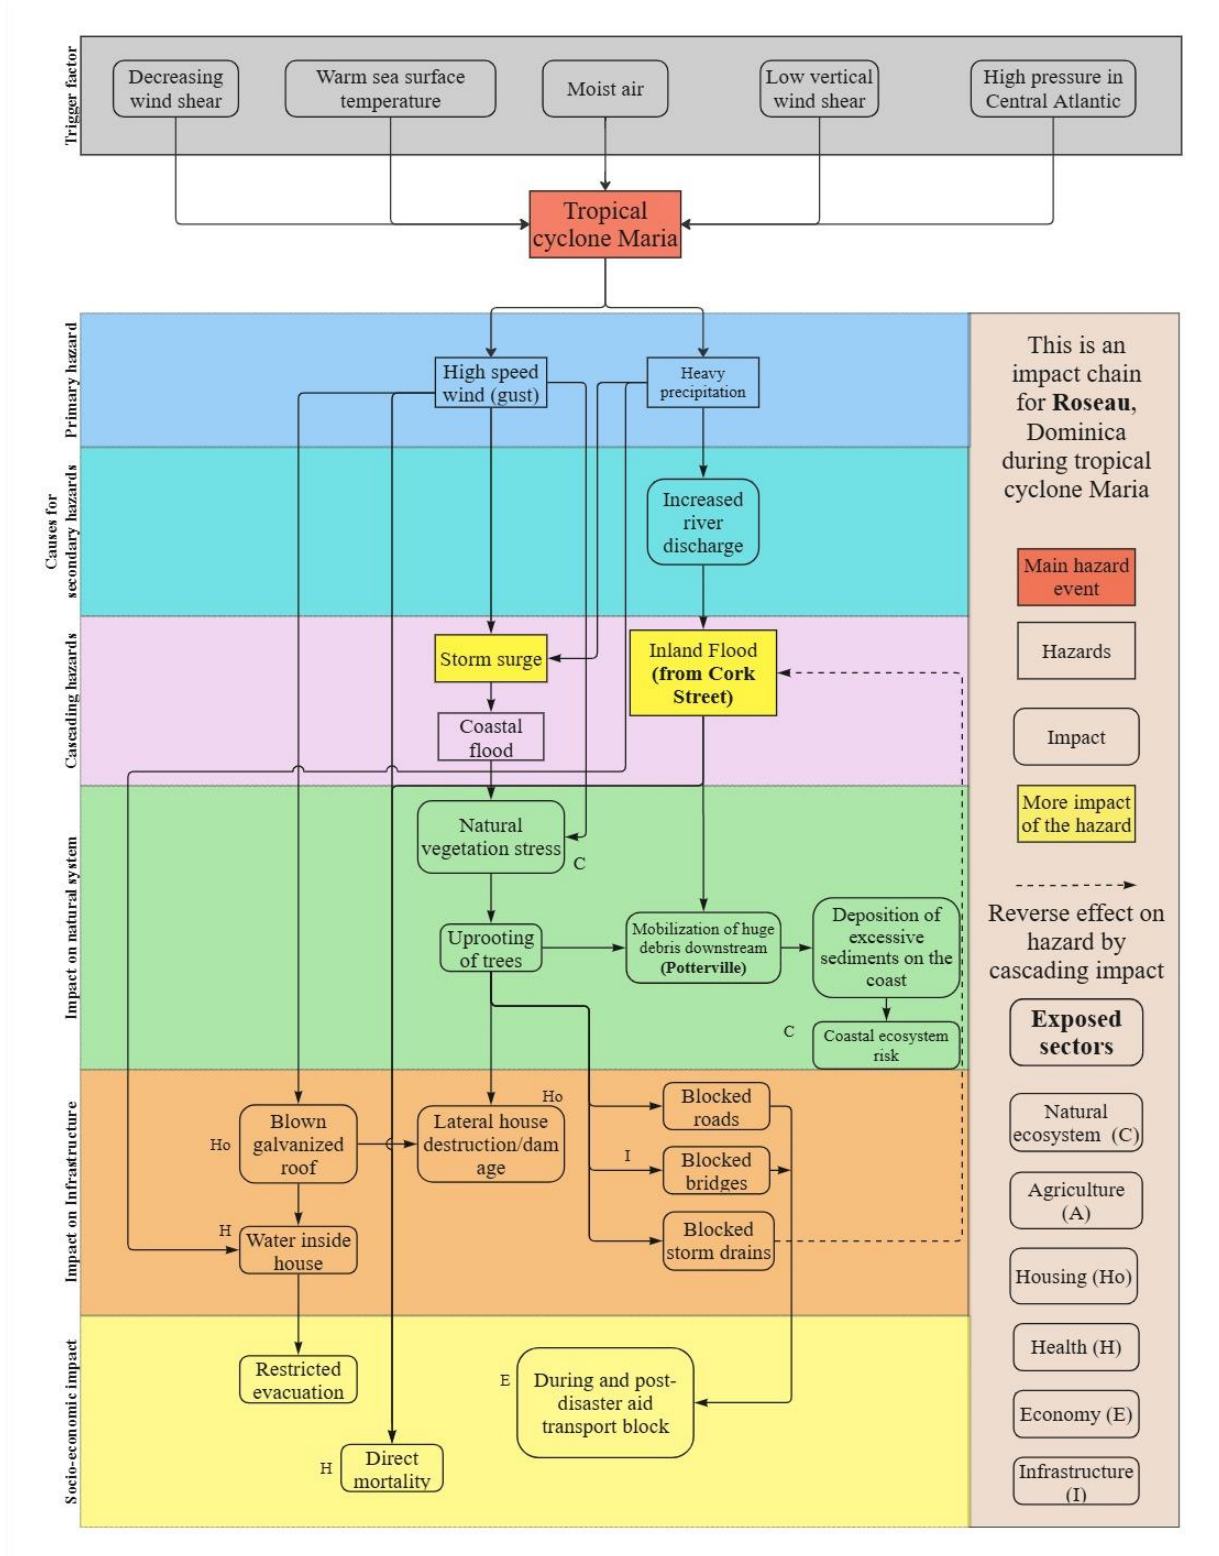 Trigger factor
Decreasing
wind shear
Warm sea surface
temperature
Moist air
Low vertical
wind shear
High pressure in
Central Atlantic
Tropical
cyclone Maria
Primary hazard
High speed
wind (gust)
Heavy
precipitation
Causes for
secondary hazards
Increased
river
discharge
Cascading hazards
Storm surge
Inland Flood
(from Cork
Street)
Coastal
flood
Impact on natural system
Natural
vegetation stress
C
Uprooting
of trees
Mobilization of huge
debris downstream
(Potterville)
Deposition of
excessive
sediments on the
coast
C
Coastal ecosystem
risk
Impact on Infrastructure
Ho
Blown
galvanized
roof
Ho
Lateral house
destruction/dam
age
Blocked
roads
I
Blocked
bridges
Blocked
storm drains
H
Water inside
house
Socio-economic impact
Restricted
evacuation
E
During and post-
disaster aid
transport block
H
Direct
mortality
This is an
impact chain
for Roseau,
Dominica
during tropical
cyclone Maria
Main hazard
event
Hazards
Impact
More impact
of the hazard
Reverse effect on
hazard by
cascading impact
Exposed
sectors
Natural
ecosystem (C)
Agriculture
(A)
Housing (Ho)
Health (H)
Economy (E)
Infrastructure
(I)